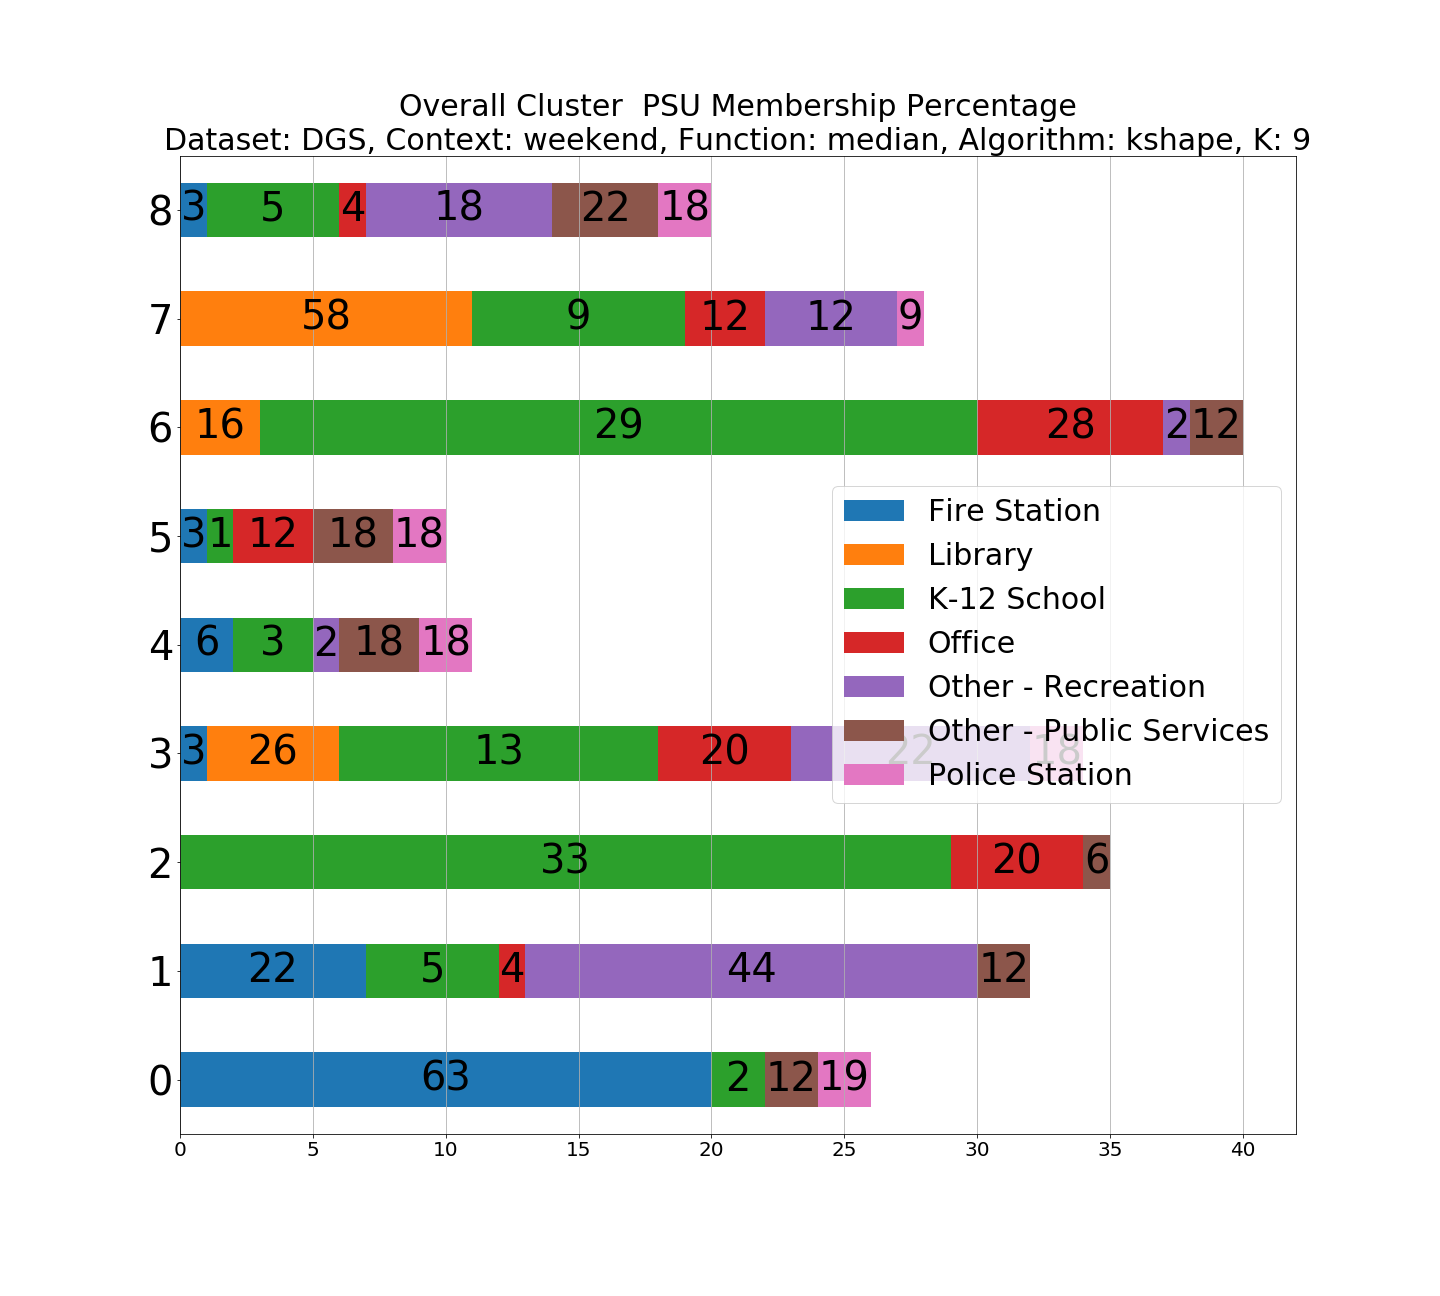 Overall Cluster  PSU Membership Percentage
Dataset: DGS, Context: weekend, Function: median, Algorithm: kshape, K: 9
8 3 5 4 18 22 18
7 58 9 12 12 9
6 16 29 28 2 12
5 3 1 12 18 18
4 6 3 2 18 18
3 3 26 13 20 22 18
2 33 20 6
1 22 5 4 44 12
0 63 2 12 19
Fire Station
Library
K-12 School
Office
Other - Recreation
Other - Public Services
Police Station
0 5 10 15 20 25 30 35 40